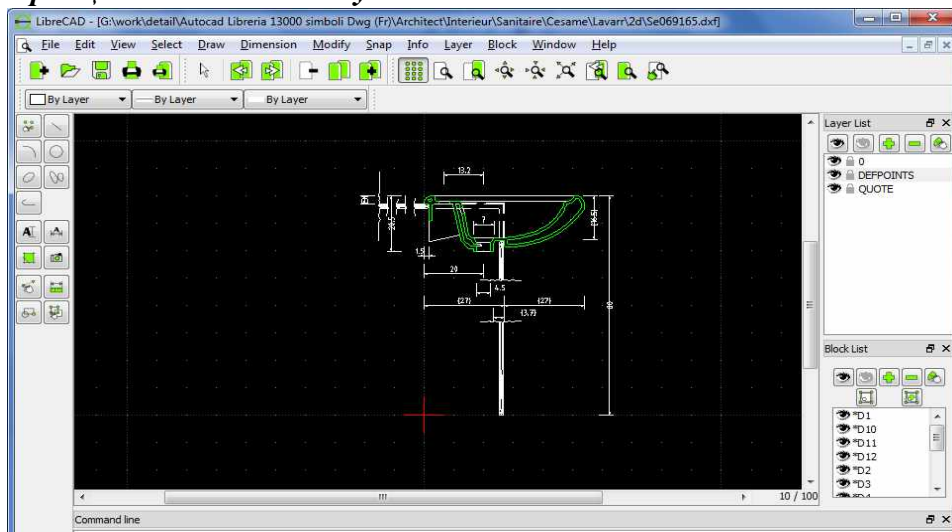 LibreCAD - [G:\work\detail\Autocad Libreria 13000 simboli Dwg (Fr)\Architect\Interieur\Sanitaire\Cesame\Lavarr\2d\Se069165.dxf]
File Edit View Select Draw Dimension Modify Snap Info Layer Block Window Help
By Layer By Layer By Layer
Layer List
0
DEFPOINTS
QUOTE
13.2
7
(16.5)
1.5
20
4.5
(27) (27)
(3.7)
Block List
*D1
*D10
*D11
*D12
*D2
*D3
10 / 100
Command line